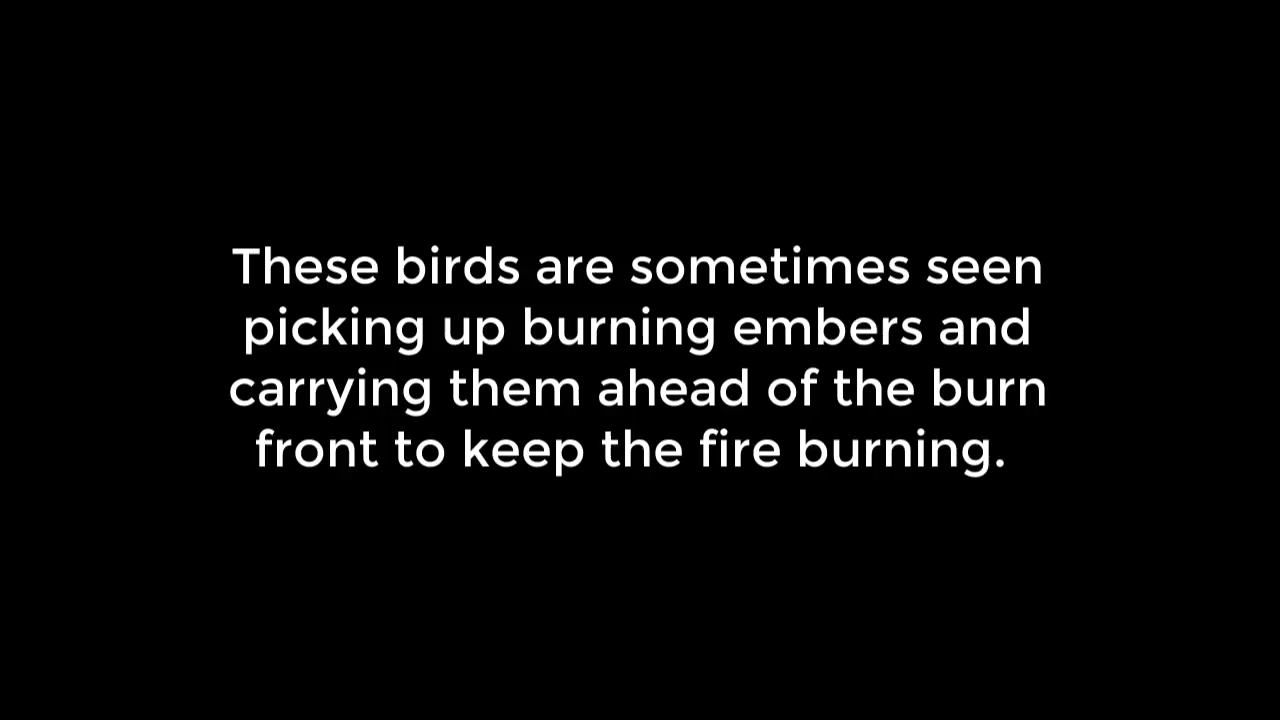 These birds are sometimes seen
picking up burning embers and
carrying them ahead of the burn
front to keep the fire burning.